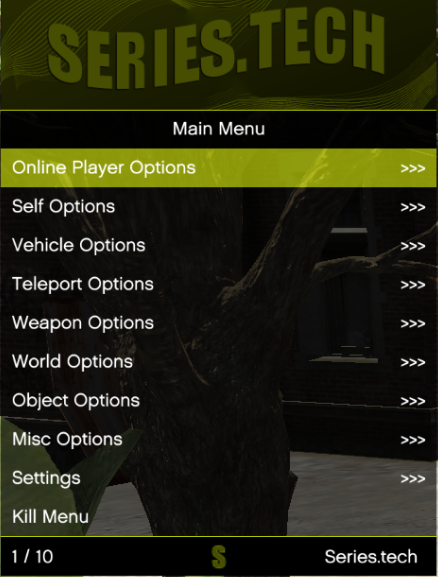 SERIES.TECH
Main Menu
Online Player Options >>>
Self Options >>>
Vehicle Options >>>
Teleport Options >>>
Weapon Options >>>
World Options >>>
Object Options >>>
Misc Options >>>
Settings >>>
Kill Menu
1 / 10 S Series.tech